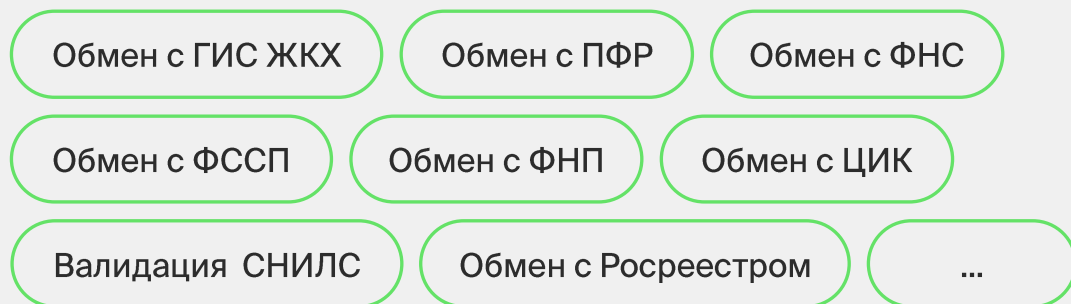 Обмен с ГИС ЖКХ
Обмен с ПФР
Обмен с ФНС
Обмен с ФССП
Обмен с ФНП
Обмен с ЦИК
Валидация СНИЛС
Обмен с Росреестром
...